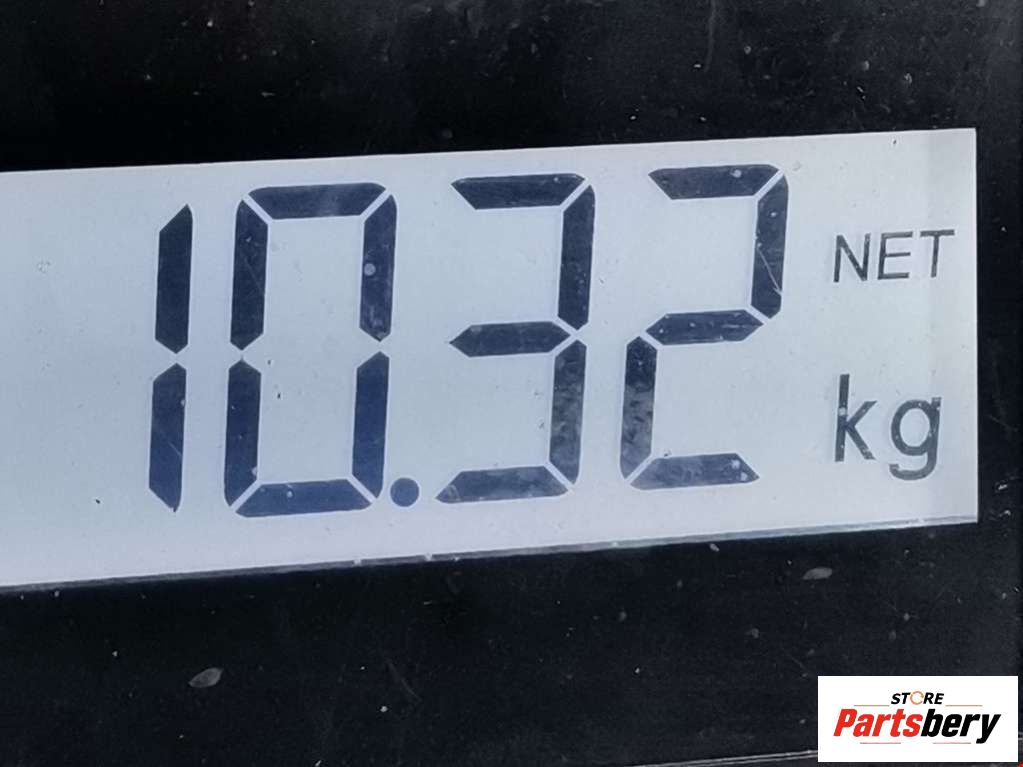 10.32
NET
kg
STORE
Partsbery